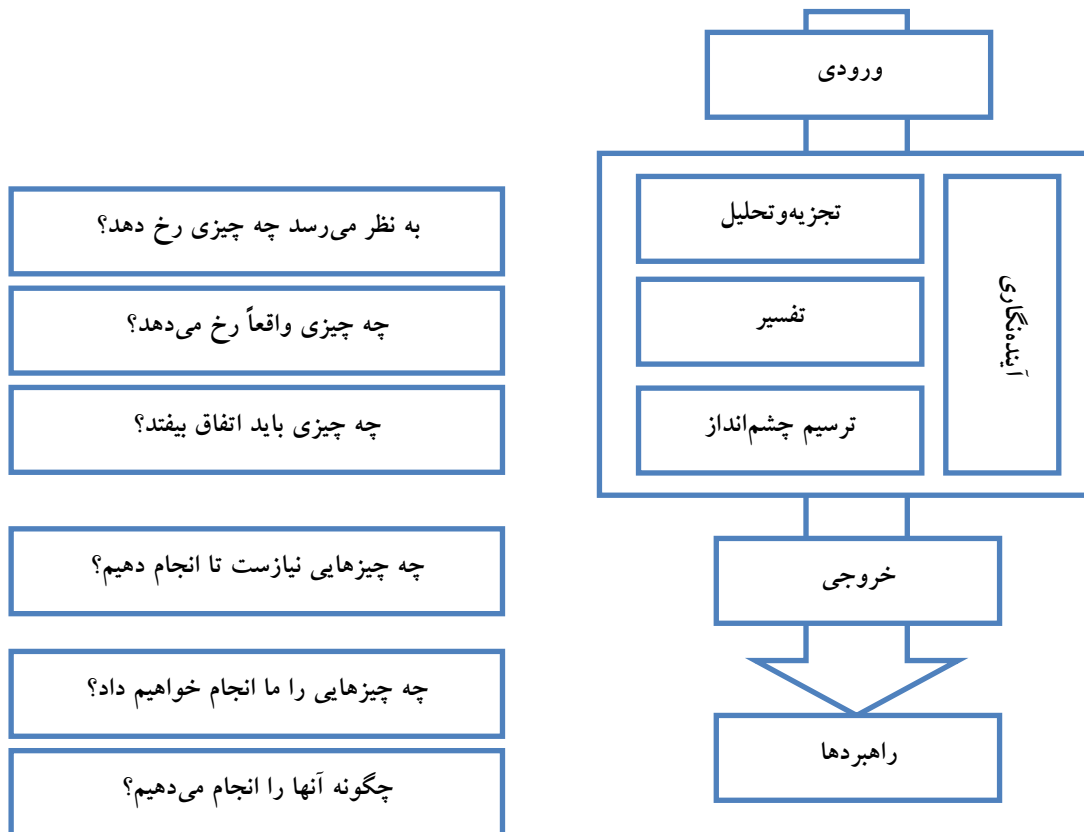 ورودی
آینده‌نگاری
تجزیه‌وتحلیل
به نظر می‌رسد چه چیزی رخ دهد؟
تفسیر
چه چیزی واقعاً رخ می‌دهد؟
ترسیم چشم‌انداز
چه چیزی باید اتفاق بیفتد؟
خروجی
چه چیزهایی نیازست تا انجام دهیم؟
راهبردها
چه چیزهایی را ما انجام خواهیم داد؟
چگونه آنها را انجام می‌دهیم؟